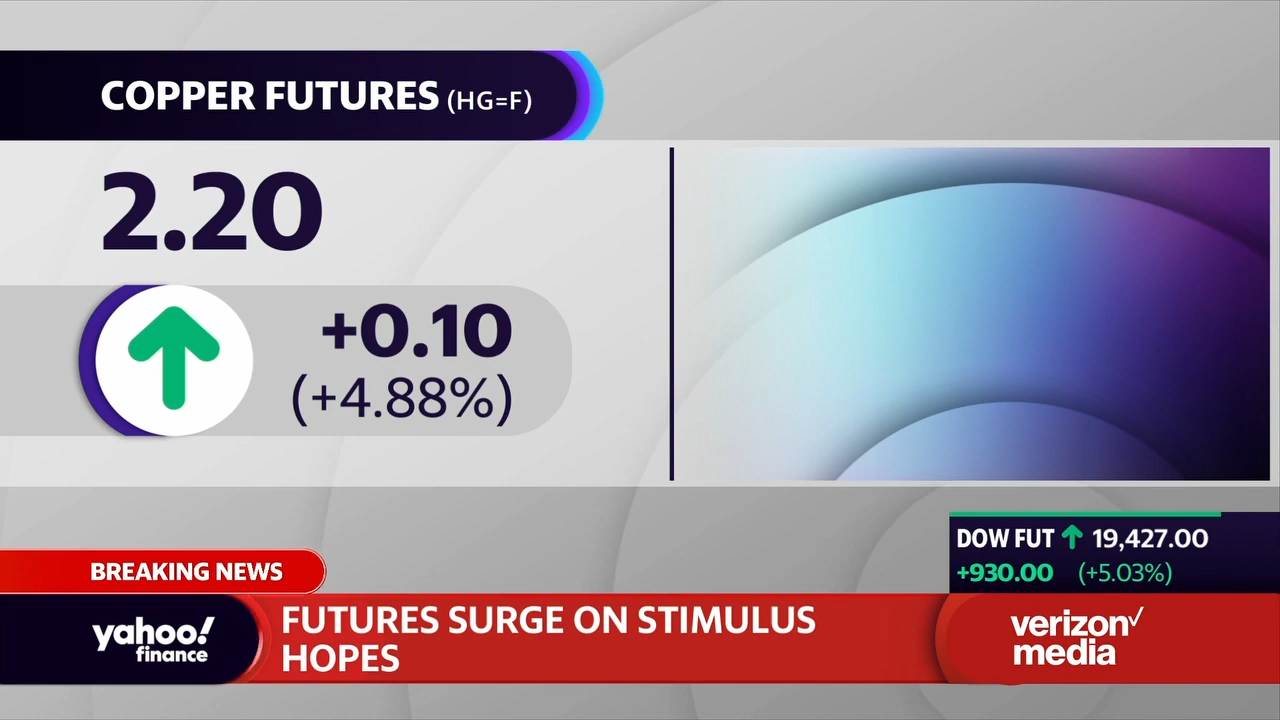 COPPER FUTURES (HG=F)
2.20
+0.10
(+4.88%)
DOW FUT 19,427.00
+930.00 (+5.03%)
BREAKING NEWS
yahoo!
finance
FUTURES SURGE ON STIMULUS
HOPES
verizon
media